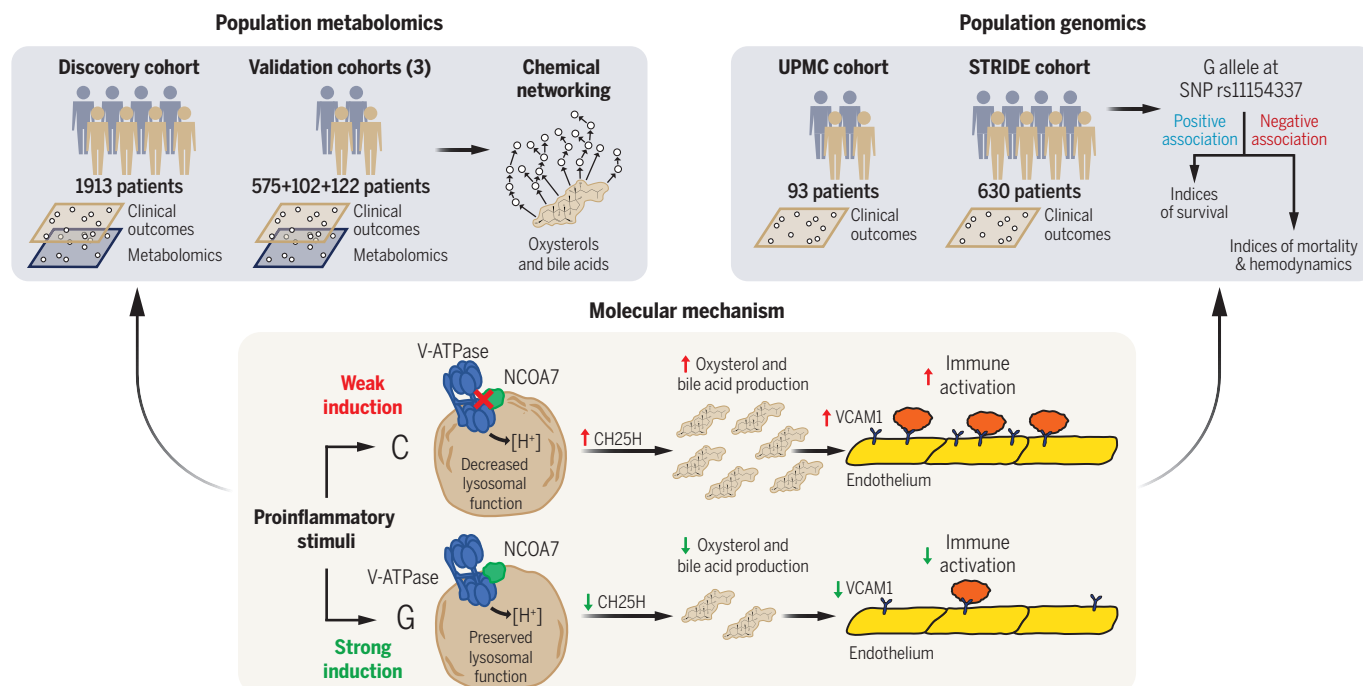 Population metabolomics
Discovery cohort
1913 patients
Clinical
outcomes
Metabolomics
Validation cohorts (3)
575+102+122 patients
Clinical
outcomes
Metabolomics
Chemical
networking
Oxysterols
and bile acids
Population genomics
UPMC cohort
93 patients
Clinical
outcomes
STRIDE cohort
630 patients
Clinical
outcomes
G allele at
SNP rs11154337
Positive
association
Negative
association
Indices
of survival
Indices of mortality
& hemodynamics
Molecular mechanism
Proinflammatory
stimuli
Weak
induction
C
V-ATPase
NCOA7
[H⁺]
Decreased
lysosomal
function
↑ CH25H
↑ Oxysterol and
bile acid production
↑ VCAM1
↑ Immune
activation
Endothelium
G
Strong
induction
V-ATPase
NCOA7
[H⁺]
Preserved
lysosomal
function
↓ CH25H
↓ Oxysterol and
bile acid production
↓ VCAM1
↓ Immune
activation
Endothelium